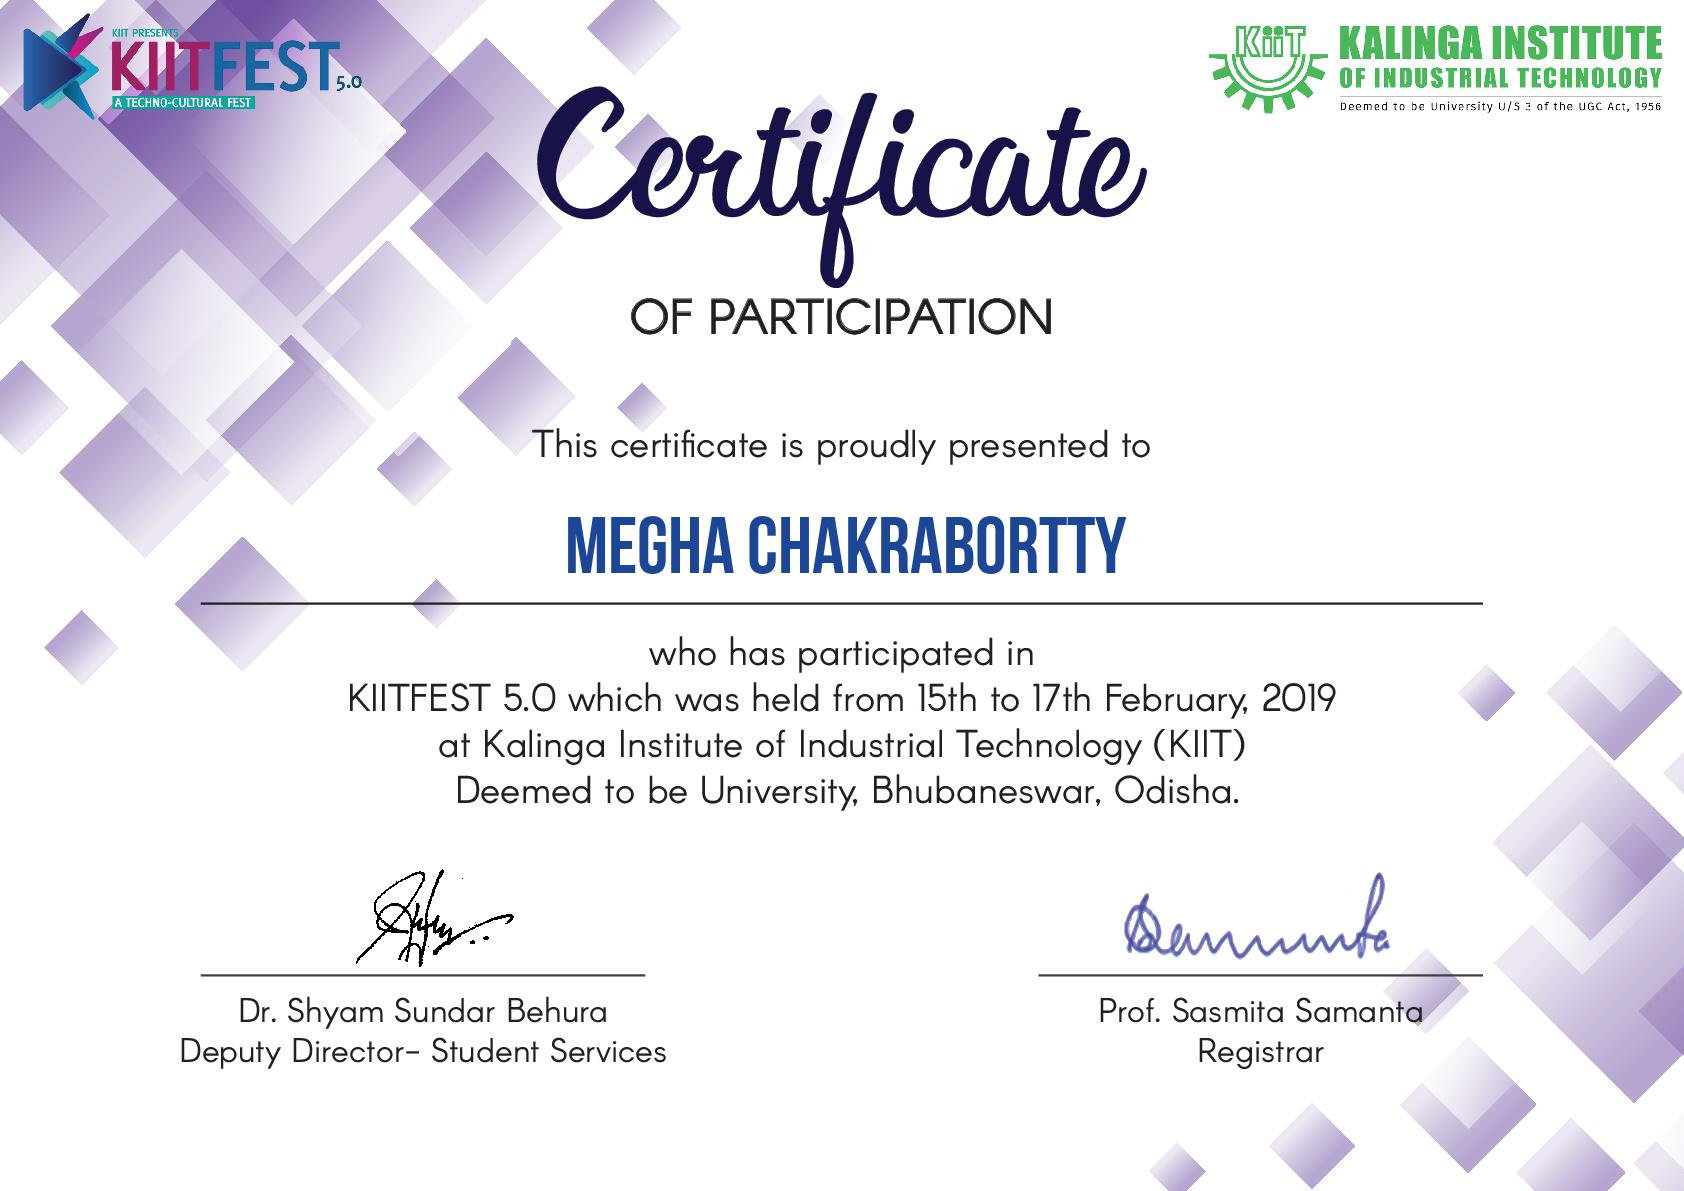 KIIT PRESENTS
KIITFEST 5.0
A TECHNO-CULTURAL FEST
KiiT
KALINGA INSTITUTE
OF INDUSTRIAL TECHNOLOGY
Deemed to be University U/S 3 of the UGC Act, 1956
Certificate
OF PARTICIPATION
This certificate is proudly presented to
MEGHA CHAKRABORTTY
who has participated in
KIITFEST 5.0 which was held from 15th to 17th February, 2019
at Kalinga Institute of Industrial Technology (KIIT)
Deemed to be University, Bhubaneswar, Odisha.
Dr. Shyam Sundar Behura
Deputy Director- Student Services
Prof. Sasmita Samanta
Registrar